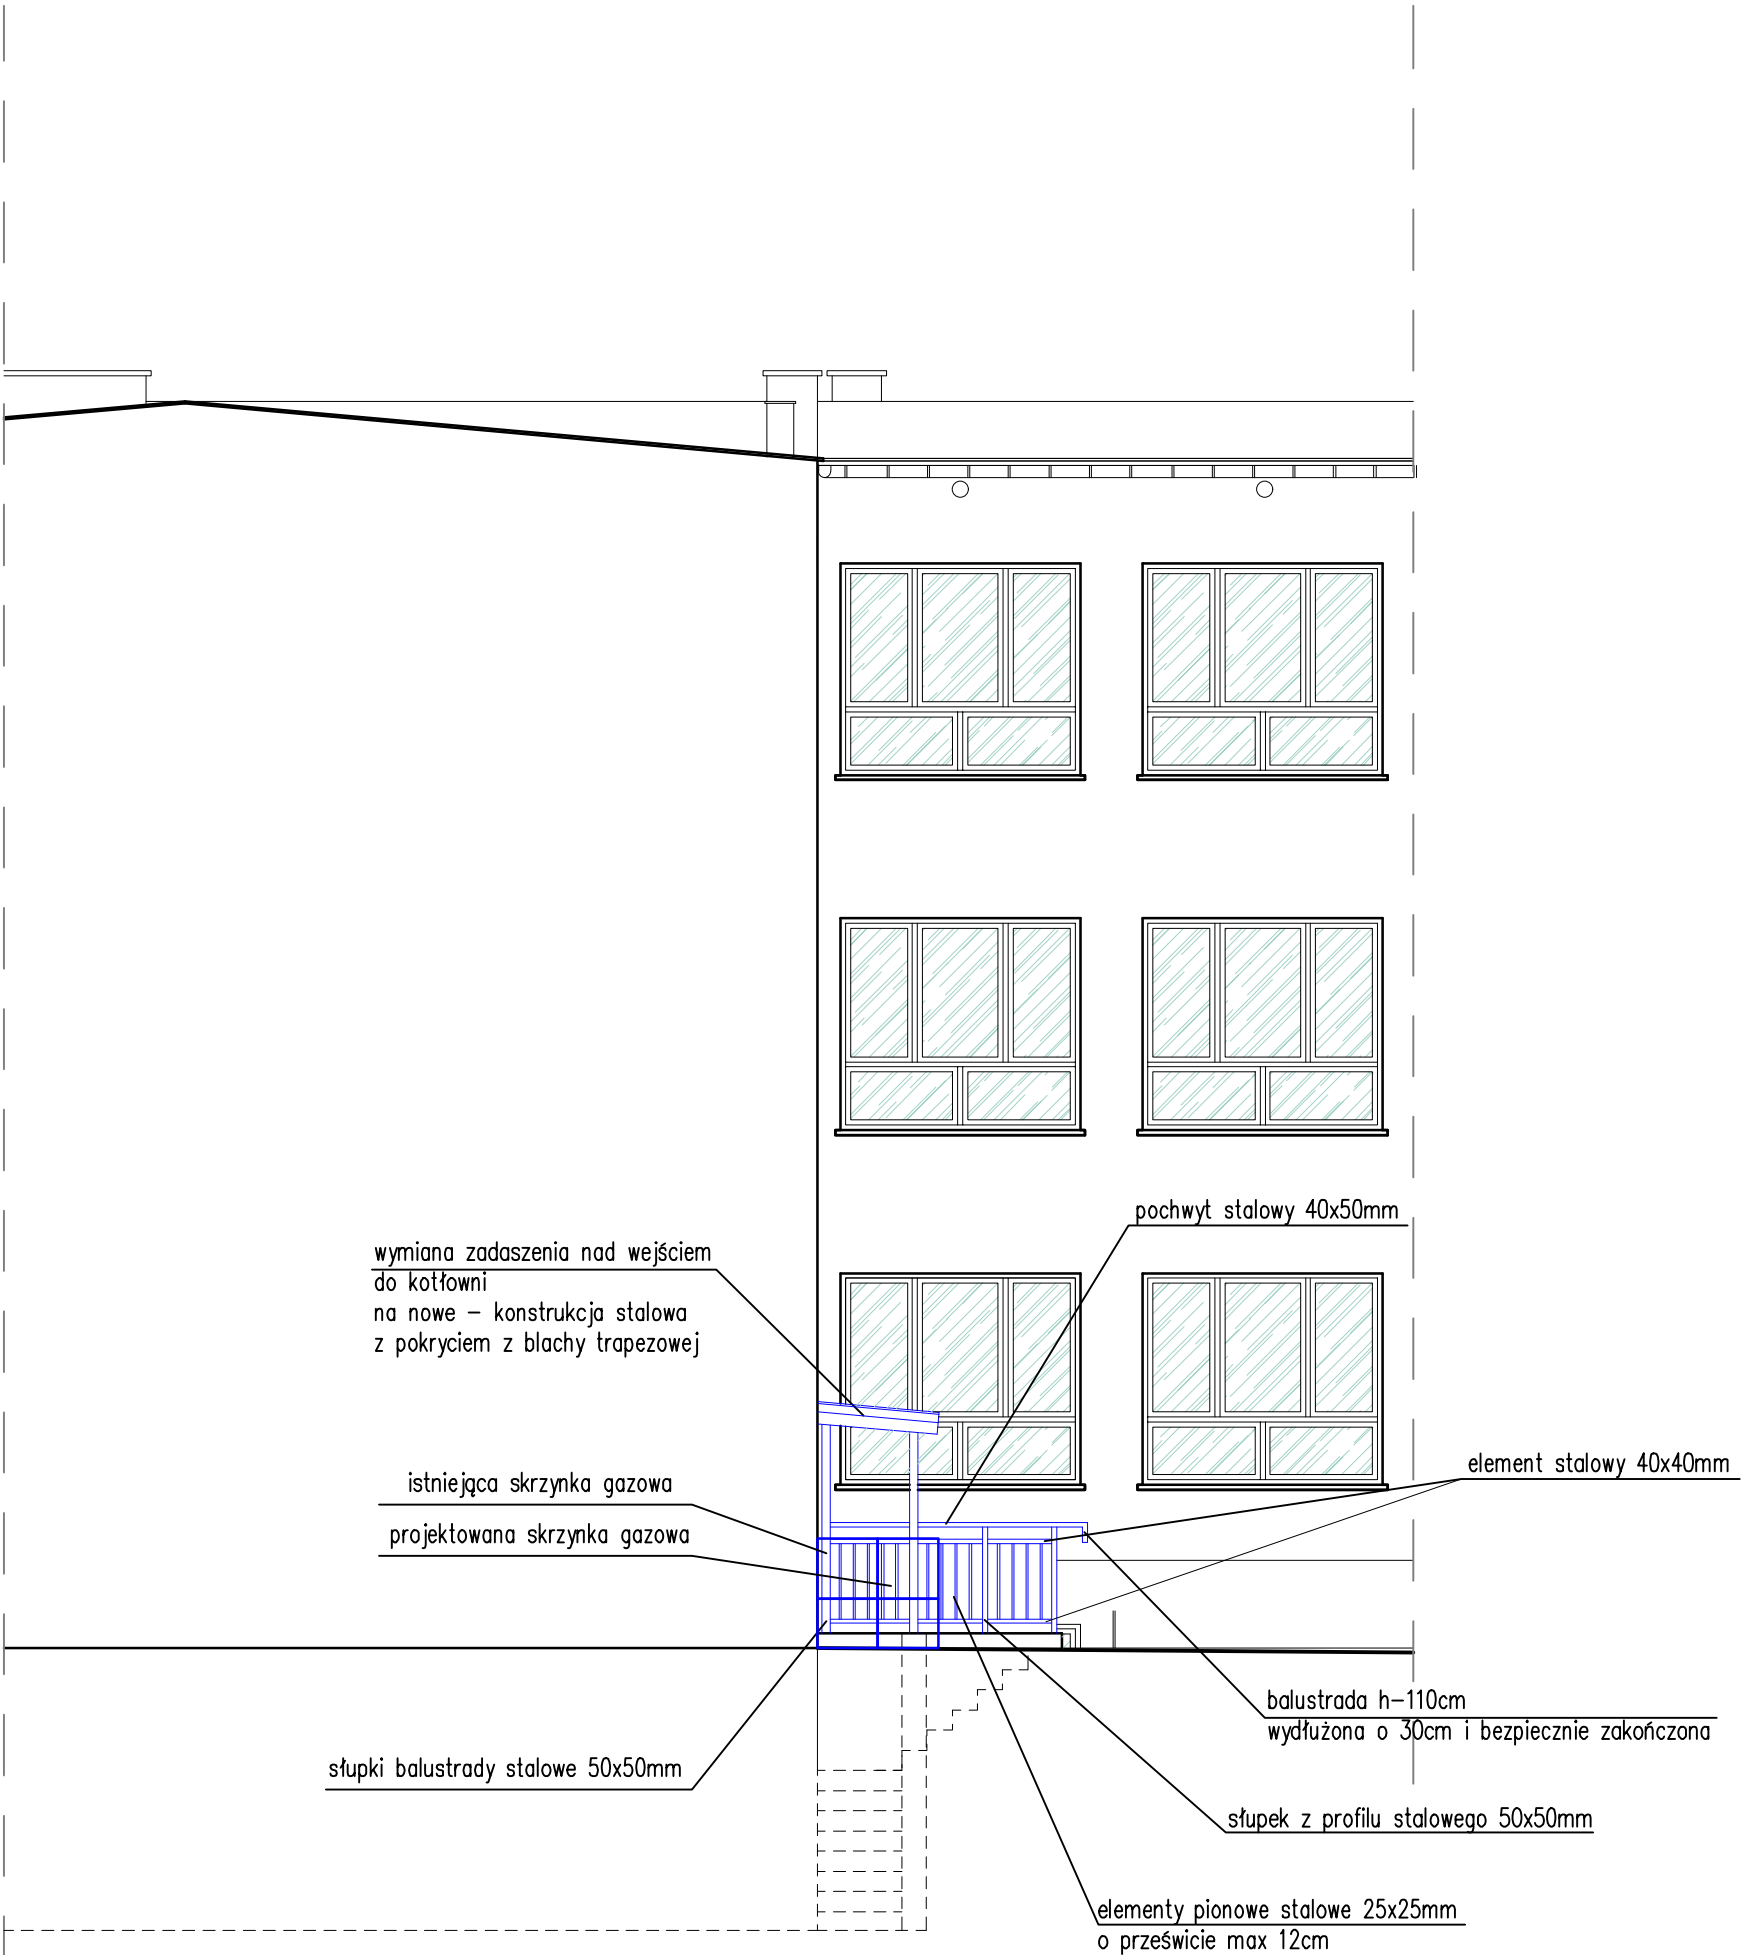 pochwyt stalowy 40x50mm
wymiana zadaszenia nad wejściem
do kotłowni
na nowe – konstrukcja stalowa
z pokryciem z blachy trapezowej
element stalowy 40x40mm
istniejąca skrzynka gazowa
projektowana skrzynka gazowa
balustrada h–110cm
wydłużona o 30cm i bezpiecznie zakończona
słupki balustrady stalowe 50x50mm
słupek z profilu stalowego 50x50mm
elementy pionowe stalowe 25x25mm
o prześwicie max 12cm